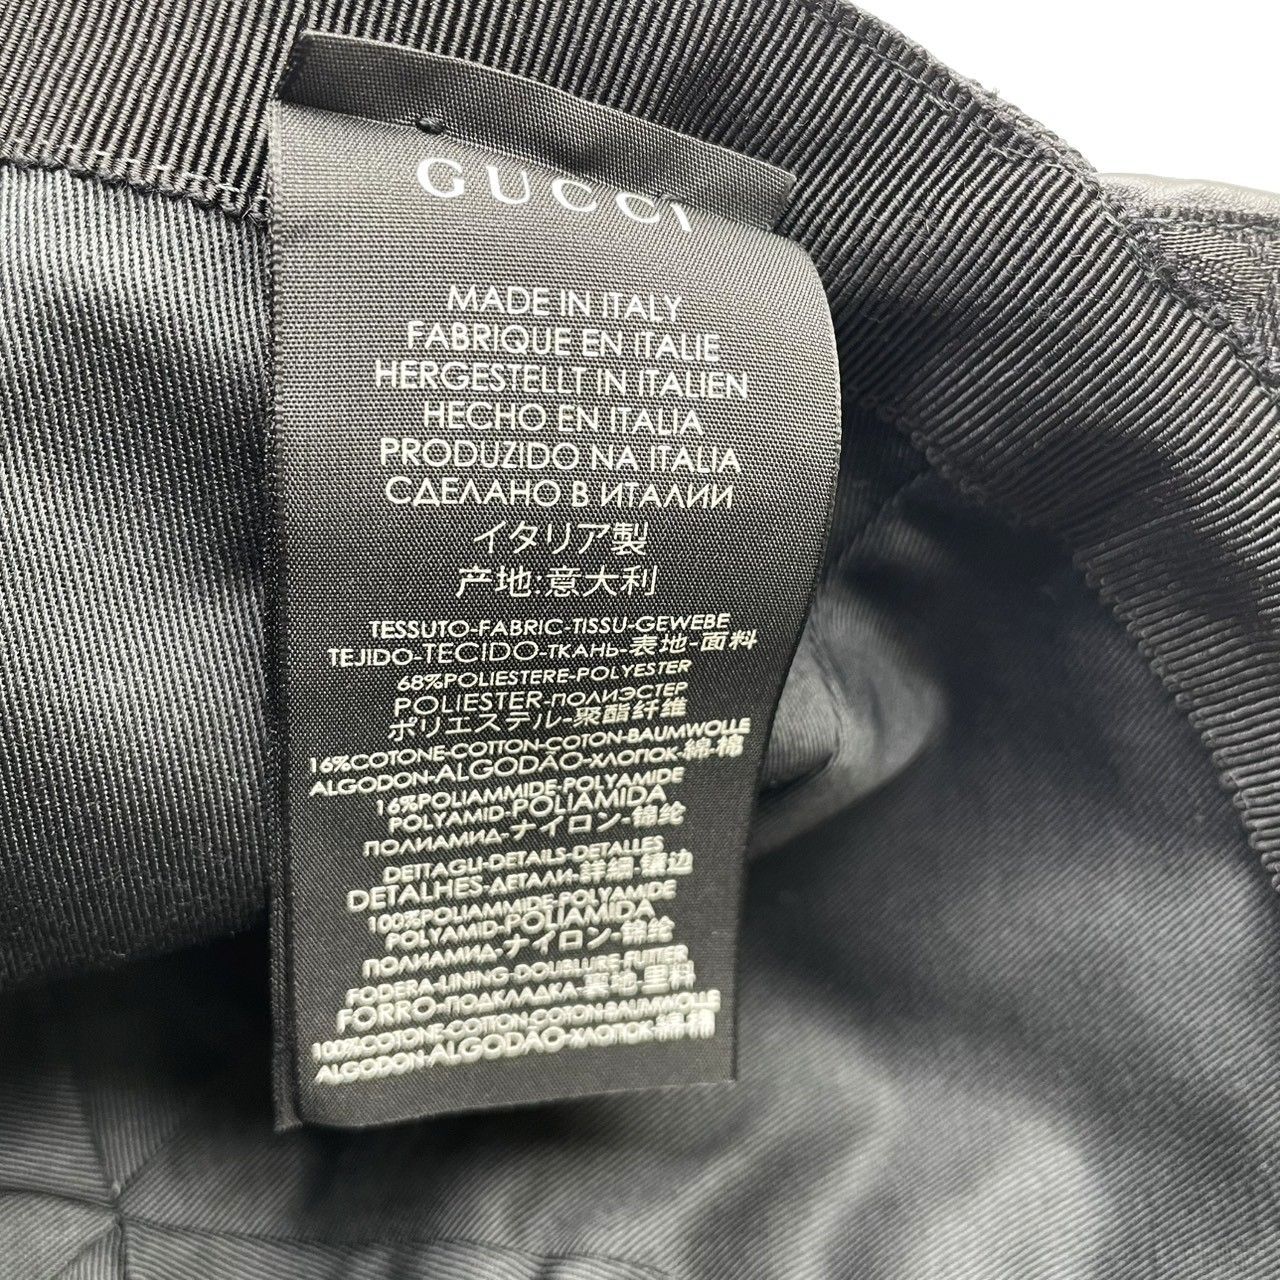 GUCCI
MADE IN ITALY
FABRIQUE EN ITALIE
HERGESTELLT IN ITALIEN
HECHO EN ITALIA
PRODUZIDO NA ITALIA
СДЕЛАНО В ИТАЛИИ
イタリア製
产地:意大利
TESSUTO-FABRIC-TISSU-GEWEBE
TEJIDO-TECIDO-ТКАНЬ-表地-面料
68%POLIESTERE-POLYESTER
POLIESTER-ПОЛИЭСТЕР
ポリエステル-聚酯纤维
16%COTONE-COTTON-COTON-BAUMWOLLE
ALGODON-ALGODÃO-ХЛОПОК-綿-棉
16%POLIAMMIDE-POLYAMIDE
POLYAMID-POLIAMIDA
ПОЛИАМИД-ナイロン-锦纶
DETTAGLI-DETAILS-DETALLES
DETALHES-ДЕТАЛИ-詳細-镶边
100%POLIAMMIDE-POLYAMIDE
POLYAMID-POLIAMIDA
ПОЛИАМИД-ナイロン-锦纶
FODERA-LINING-DOUBLURE-FUTTER
FORRO-ПОДКЛАДКА-裏地-里料
100%COTONE-COTTON-COTON-BAUMWOLLE
ALGODON-ALGODÃO-ХЛОПОК-綿-棉